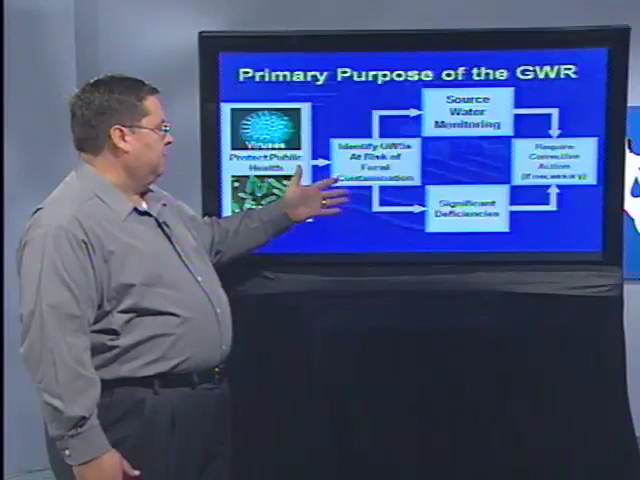 Primary Purpose of the GWR
Viruses
Protect Public
Health
Identify GWSs
At Risk of
Fecal
Contamination
Source
Water
Monitoring
Significant
Deficiencies
Require
Corrective
Action
(If necessary)